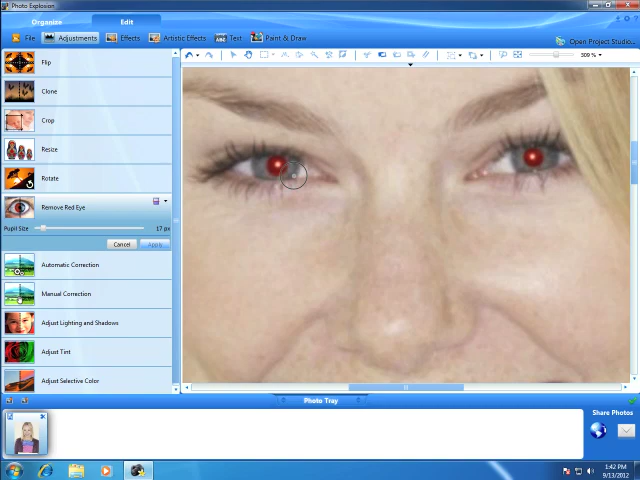 Photo Explosion
Organize
Edit
File
Adjustments
Effects
Artistic Effects
Text
Paint & Draw
Open Project Studio...
309 %
Flip
Clone
Crop
Resize
Rotate
Remove Red Eye
Pupil Size
17 px
Cancel
Apply
Automatic Correction
Manual Correction
Adjust Lighting and Shadows
Adjust Tint
Adjust Selective Color
Photo Tray
Share Photos
1:42 PM
9/13/2012